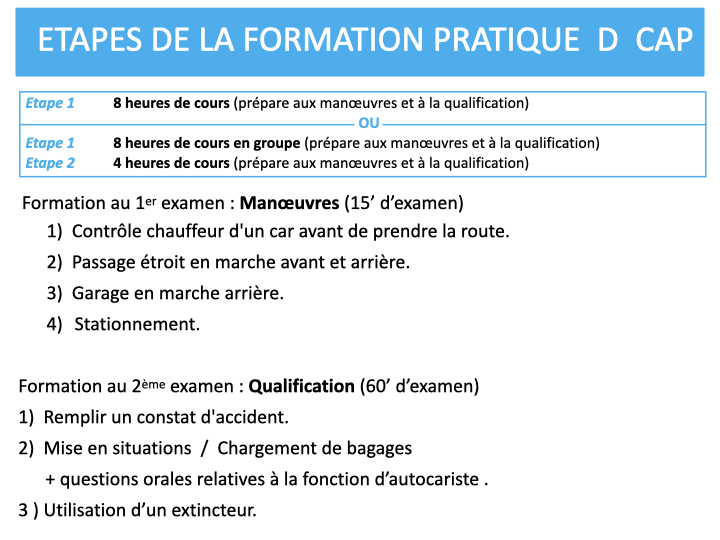 ETAPES DE LA FORMATION PRATIQUE D CAP
Etape 1 8 heures de cours (prépare aux manœuvres et à la qualification)
OU
Etape 1 8 heures de cours en groupe (prépare aux manœuvres et à la qualification)
Etape 2 4 heures de cours (prépare aux manœuvres et à la qualification)
Formation au 1er examen : Manœuvres (15’ d’examen)
1) Contrôle chauffeur d'un car avant de prendre la route.
2) Passage étroit en marche avant et arrière.
3) Garage en marche arrière.
4) Stationnement.
Formation au 2ème examen : Qualification (60’ d’examen)
1) Remplir un constat d'accident.
2) Mise en situations / Chargement de bagages
+ questions orales relatives à la fonction d’autocariste .
3 ) Utilisation d’un extincteur.